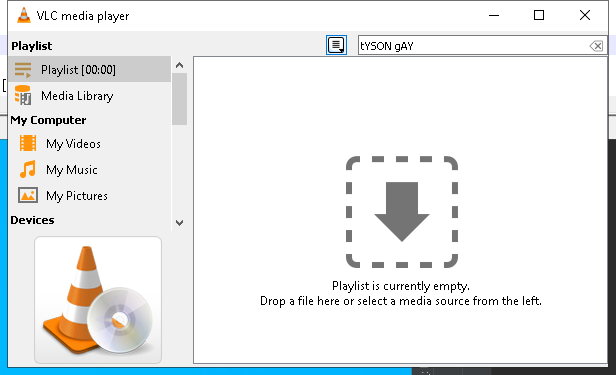 VLC media player
Playlist
tYSON gAY
Playlist [00:00]
Media Library
My Computer
My Videos
My Music
My Pictures
Devices
Playlist is currently empty.
Drop a file here or select a media source from the left.